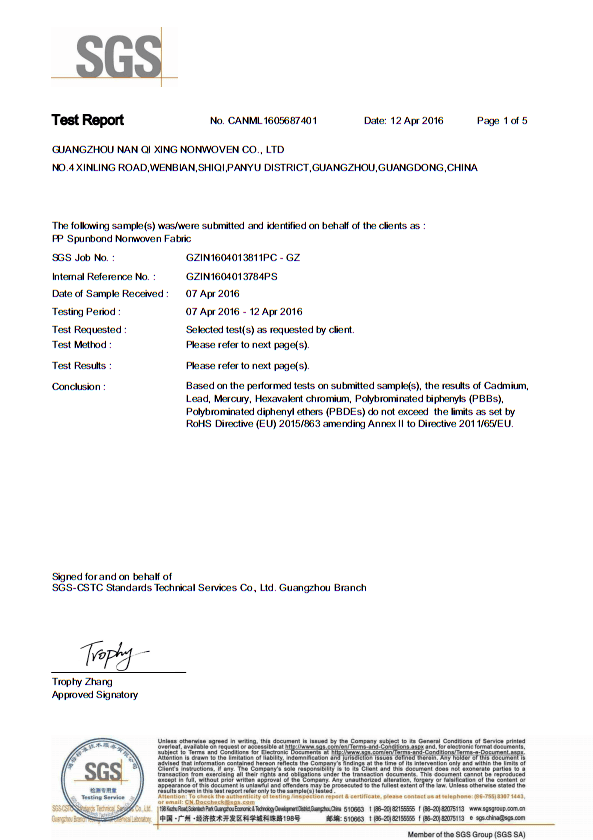 SGS
Test Report No. CANML1605687401 Date: 12 Apr 2016 Page 1 of 5
GUANGZHOU NAN QI XING NONWOVEN CO., LTD
NO.4 XINLING ROAD,WENBIAN,SHIQI,PANYU DISTRICT,GUANGZHOU,GUANGDONG,CHINA
The following sample(s) was/were submitted and identified on behalf of the clients as :
PP Spunbond Nonwoven Fabric
SGS Job No. : GZIN1604013811PC - GZ
Internal Reference No. : GZIN1604013784PS
Date of Sample Received : 07 Apr 2016
Testing Period : 07 Apr 2016 - 12 Apr 2016
Test Requested : Selected test(s) as requested by client.
Test Method : Please refer to next page(s).
Test Results : Please refer to next page(s).
Conclusion : Based on the performed tests on submitted sample(s), the results of Cadmium,
Lead, Mercury, Hexavalent chromium, Polybrominated biphenyls (PBBs),
Polybrominated diphenyl ethers (PBDEs) do not exceed the limits as set by
RoHS Directive (EU) 2015/863 amending Annex II to Directive 2011/65/EU.
Signed for and on behalf of
SGS-CSTC Standards Technical Services Co., Ltd. Guangzhou Branch
Trophy
Trophy Zhang
Approved Signatory
Unless otherwise agreed in writing, this document is issued by the Company subject to its General Conditions of Service printed
overleaf, available on request or accessible at http://www.sgs.com/en/Terms-and-Conditions.aspx and, for electronic format documents,
subject to Terms and Conditions for Electronic Documents at http://www.sgs.com/en/Terms-and-Conditions/Terms-e-Document.aspx.
Attention is drawn to the limitation of liability, indemnification and jurisdiction issues defined therein. Any holder of this document is
advised that information contained hereon reflects the Company's findings at the time of its intervention only and within the limits of
Client's instructions, if any. The Company's sole responsibility is to its Client and this document does not exonerate parties to a
transaction from exercising all their rights and obligations under the transaction documents. This document cannot be reproduced
except in full, without prior written approval of the Company. Any unauthorized alteration, forgery or falsification of the content or
appearance of this document is unlawful and offenders may be prosecuted to the fullest extent of the law. Unless otherwise stated the
results shown in this test report refer only to the sample(s) tested .
Attention: To check the authenticity of testing /inspection report & certificate, please contact us at telephone: (86-755) 8307 1443,
or email: CN.Doccheck@sgs.com
SGS
检测专用章
Testing Service
SGS-CSTC Standards Technical Services Co., Ltd.
Guangzhou Branch Chemical Laboratory.
198 Kezhu Road,Scientech Park Guangzhou Economic & Technology Development District,Guangzhou,China 510663 t (86-20) 82155555 f (86-20) 82075113 www.sgsgroup.com.cn
中国·广州·经济技术开发区科学城科珠路198号 邮编: 510663 t (86-20) 82155555 f (86-20) 82075113 e sgs.china@sgs.com
Member of the SGS Group (SGS SA)